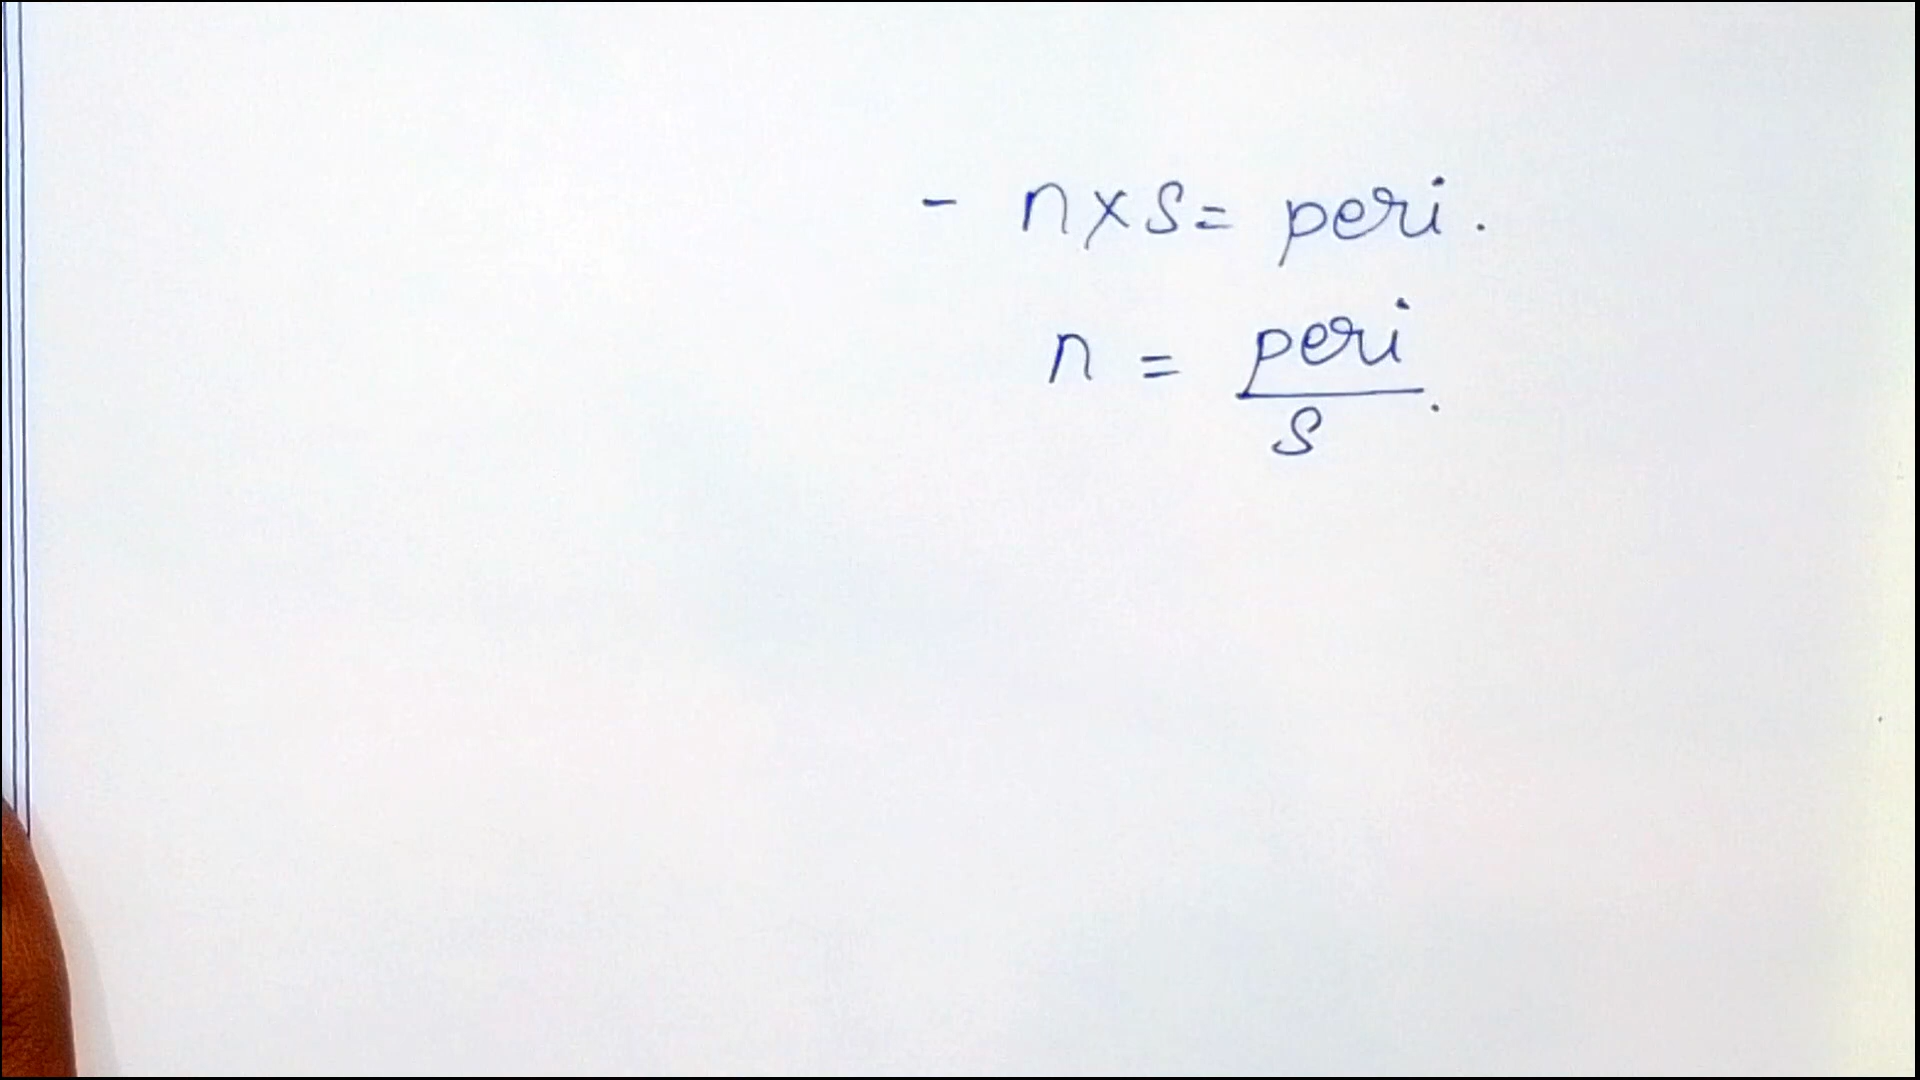 - n x s = peri.
n = peri / s.